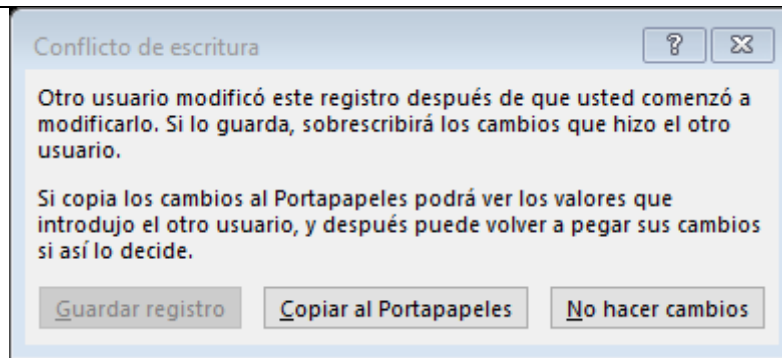 Conflicto de escritura
Otro usuario modificó este registro después de que usted comenzó a
modificarlo. Si lo guarda, sobrescribirá los cambios que hizo el otro
usuario.
Si copia los cambios al Portapapeles podrá ver los valores que
introdujo el otro usuario, y después puede volver a pegar sus cambios
si así lo decide.
Guardar registro Copiar al Portapapeles No hacer cambios